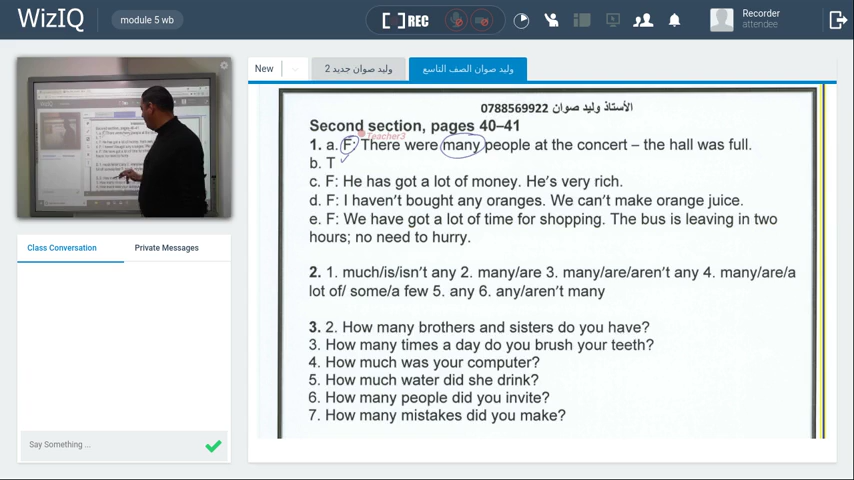 WizIQ
module 5 wb
[ ] REC
Recorder
attendee
New
وليد صوان جديد 2
وليد صوان الصف التاسع
الأستاذ وليد صوان 0788569922
Second section, pages 40–41
Teacher3
1. a. F: There were many people at the concert – the hall was full.
b. T
c. F: He has got a lot of money. He's very rich.
d. F: I haven't bought any oranges. We can't make orange juice.
e. F: We have got a lot of time for shopping. The bus is leaving in two
hours; no need to hurry.
2. 1. much/is/isn't any 2. many/are 3. many/are/aren't any 4. many/are/a
lot of/ some/a few 5. any 6. any/aren't many
3. 2. How many brothers and sisters do you have?
3. How many times a day do you brush your teeth?
4. How much was your computer?
5. How much water did she drink?
6. How many people did you invite?
7. How many mistakes did you make?
Class Conversation
Private Messages
Say Something ...